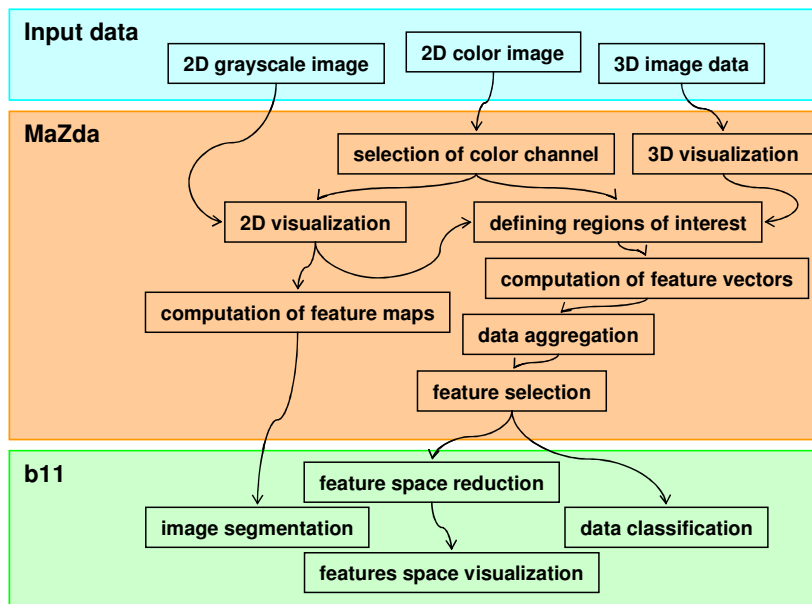 Input data
2D grayscale image
2D color image
3D image data
MaZda
selection of color channel
3D visualization
2D visualization
defining regions of interest
computation of feature vectors
computation of feature maps
data aggregation
feature selection
b11
feature space reduction
image segmentation
data classification
features space visualization